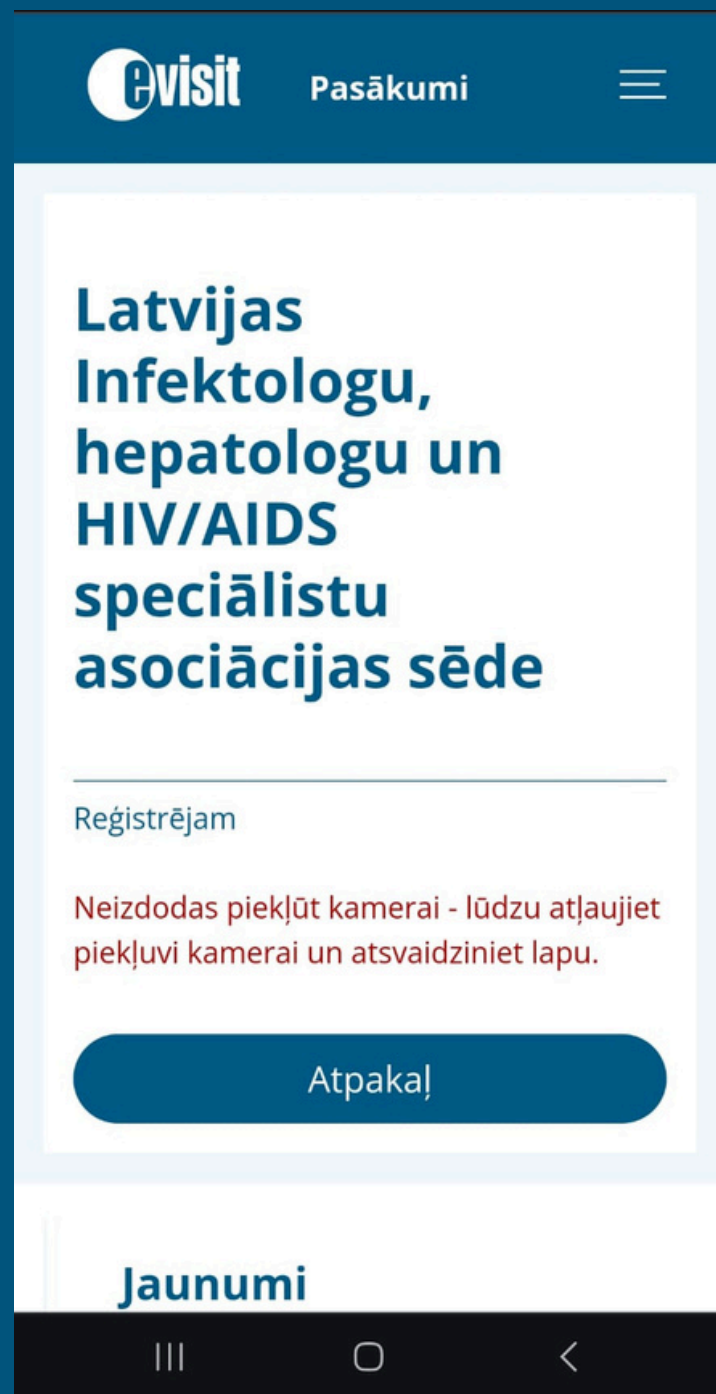 evisit
Pasākumi
Latvijas
Infektologu,
hepatologu un
HIV/AIDS
speciālistu
asociācijas sēde
Reģistrējam
Neizdodas piekļūt kamerai - lūdzu atļaujiet
piekļuvi kamerai un atsvaidziniet lapu.
Atpakaļ
Jaunumi